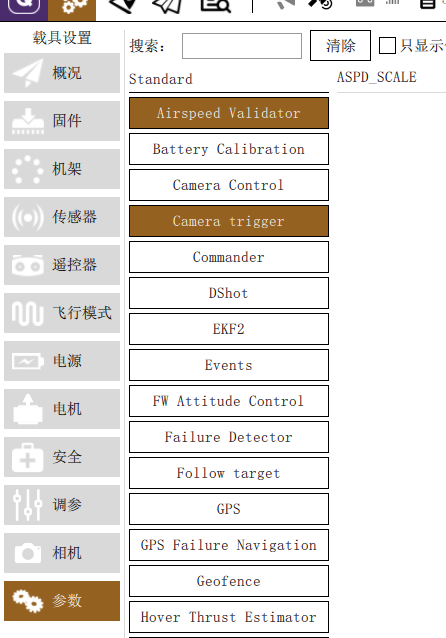 载具设置
概况
固件
机架
传感器
遥控器
飞行模式
电源
电机
安全
调参
相机
参数
搜索：
清除
只显示
Standard
Airspeed Validator
Battery Calibration
Camera Control
Camera trigger
Commander
DShot
EKF2
Events
FW Attitude Control
Failure Detector
Follow target
GPS
GPS Failure Navigation
Geofence
Hover Thrust Estimator
ASPD_SCALE